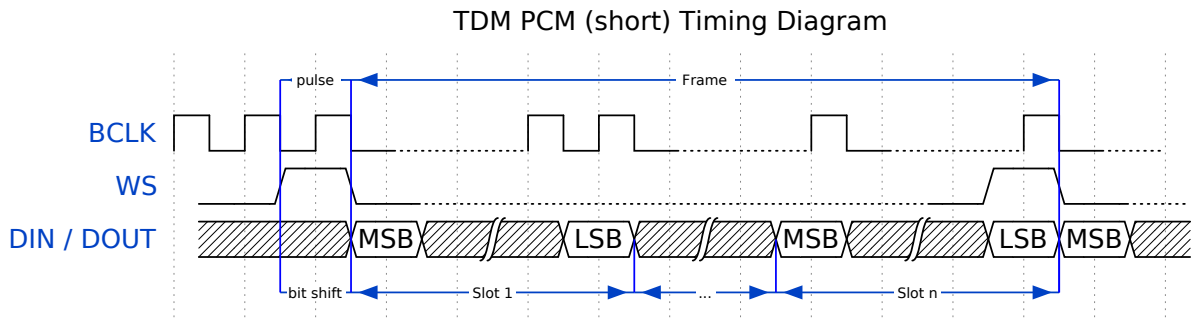 TDM PCM (short) Timing Diagram
pulse
Frame
BCLK
WS
DIN / DOUT
MSB
LSB
MSB
LSB
MSB
bit shift
Slot 1
...
Slot n